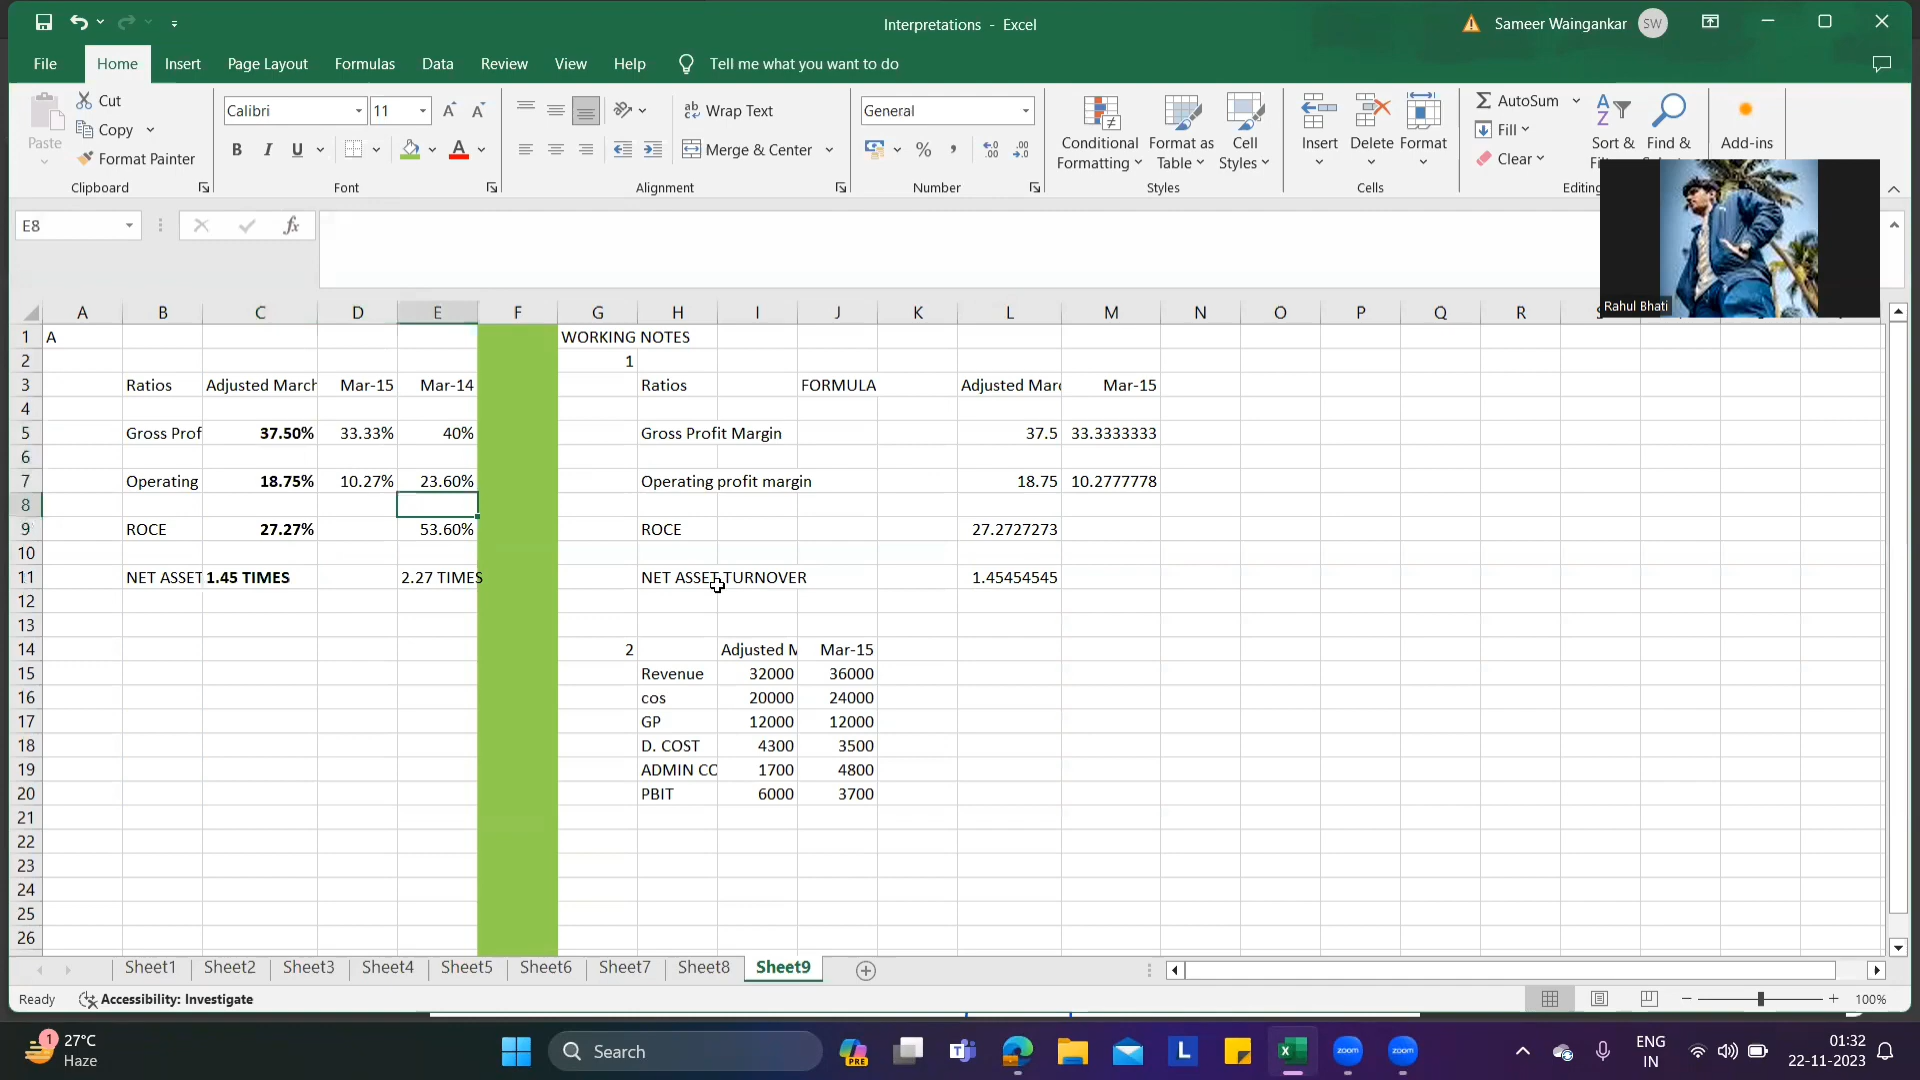 Interpretations - Excel
Sameer Waingankar
SW
File
Home
Insert
Page Layout
Formulas
Data
Review
View
Help
Tell me what you want to do
Paste
Cut
Copy
Format Painter
Clipboard
Calibri
11
B I U
Font
Wrap Text
Merge & Center
Alignment
General
Number
Conditional Formatting
Format as Table
Cell Styles
Styles
Insert
Delete
Format
Cells
AutoSum
Fill
Clear
Sort &
Find &
Editing
Add-ins
Rahul Bhati
E8
fx
A B C D E F G H I J K L M N O P Q R
1 A WORKING NOTES
2 1
3 Ratios Adjusted March Mar-15 Mar-14 Ratios FORMULA Adjusted Marc Mar-15
4
5 Gross Prof 37.50% 33.33% 40% Gross Profit Margin 37.5 33.3333333
6
7 Operating 18.75% 10.27% 23.60% Operating profit margin 18.75 10.2777778
8
9 ROCE 27.27% 53.60% ROCE 27.2727273
10
11 NET ASSET 1.45 TIMES 2.27 TIMES NET ASSET TURNOVER 1.45454545
12
13
14 2 Adjusted M Mar-15
15 Revenue 32000 36000
16 cos 20000 24000
17 GP 12000 12000
18 D. COST 4300 3500
19 ADMIN CO 1700 4800
20 PBIT 6000 3700
21
22
23
24
25
26
Sheet1 Sheet2 Sheet3 Sheet4 Sheet5 Sheet6 Sheet7 Sheet8 Sheet9
Ready
Accessibility: Investigate
100%
1
27°C
Haze
Search
PRE
L
zoom
zoom
ENG
IN
01:32
22-11-2023